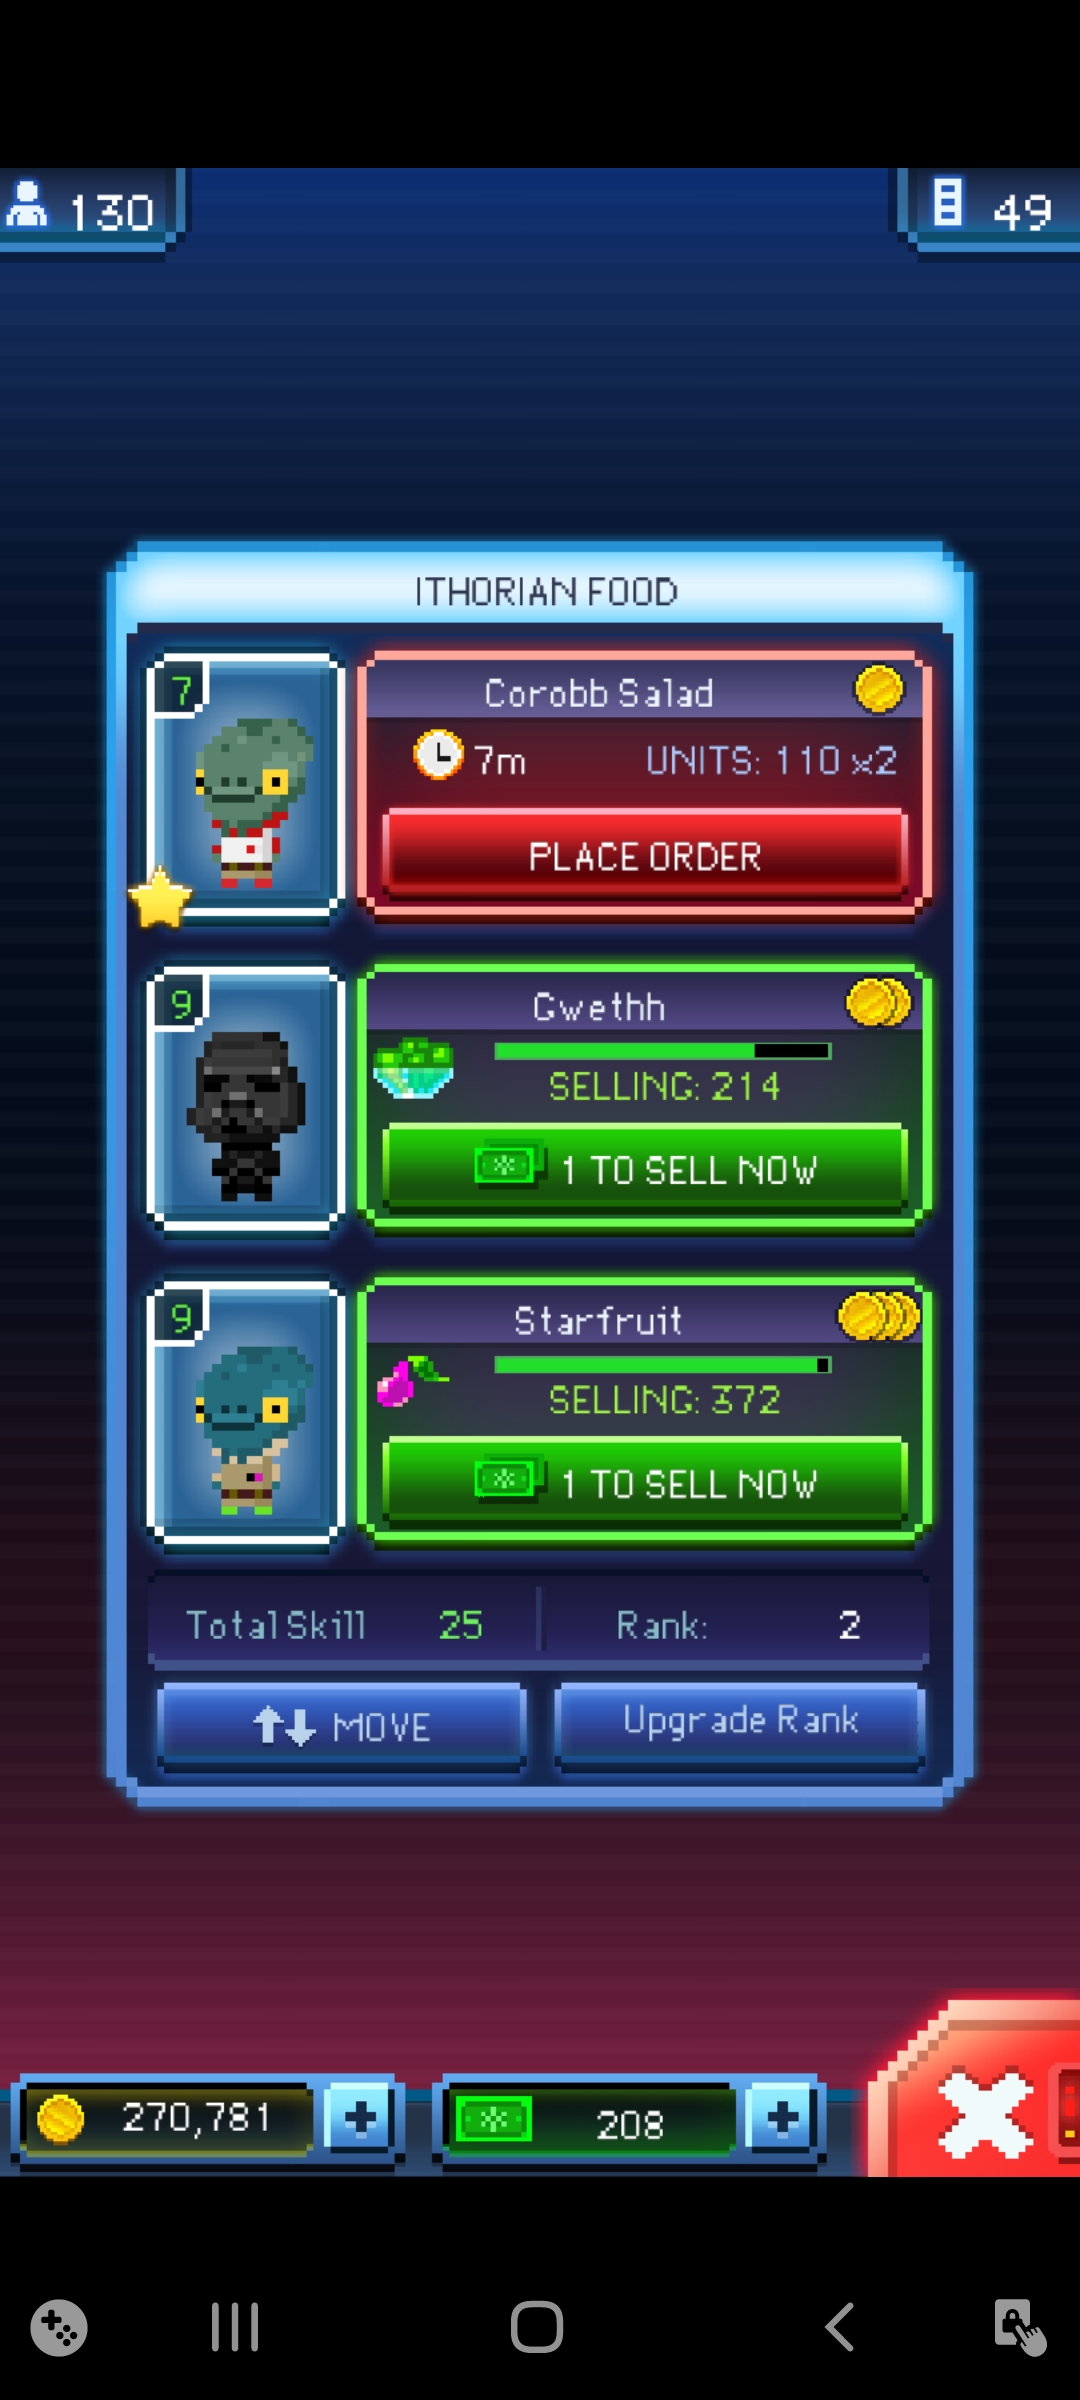 130
49
ITHORIAN FOOD
7
Corobb Salad
7m
UNITS: 110 x2
PLACE ORDER
9
Gwethh
SELLING: 214
1 TO SELL NOW
9
Starfruit
SELLING: 372
1 TO SELL NOW
Total Skill 25
Rank: 2
MOVE
Upgrade Rank
270,781
208